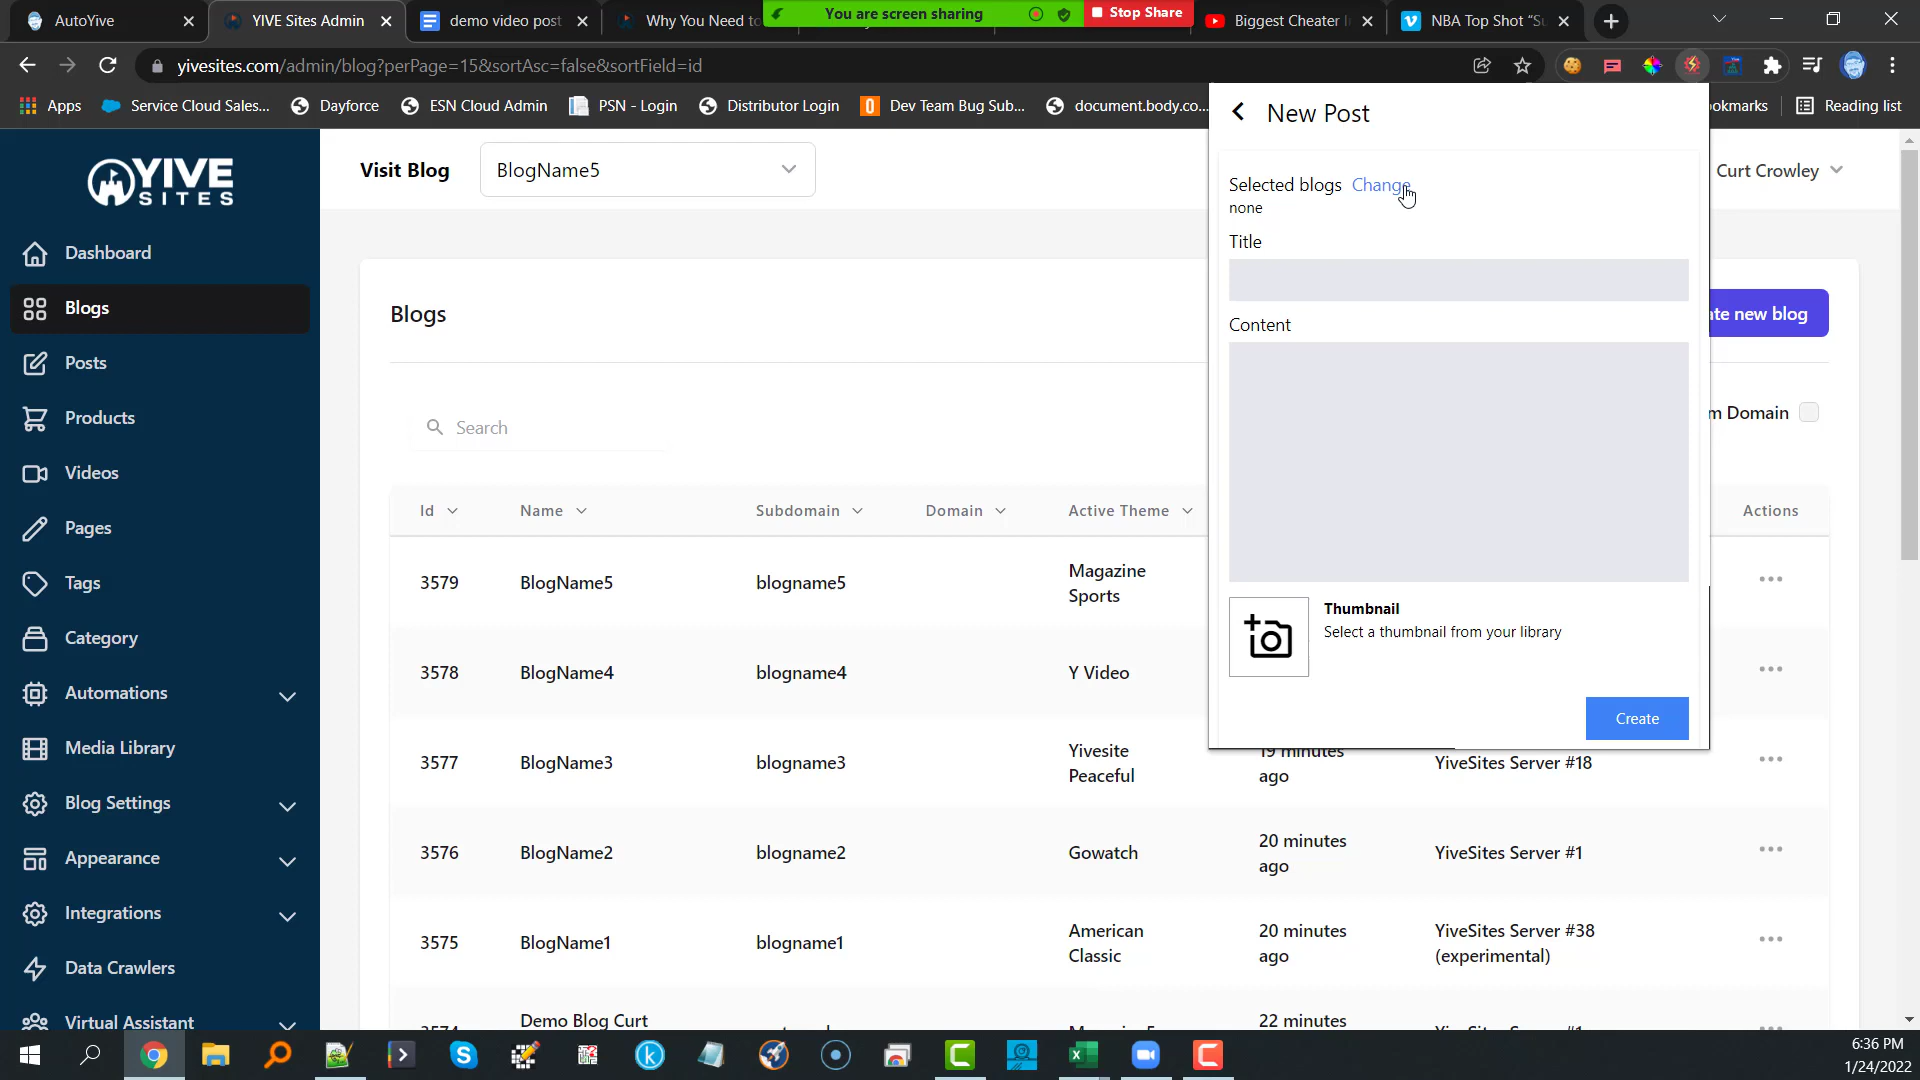 AutoYive
YIVE Sites Admin
demo video post
Why You Need to
You are screen sharing
Stop Share
Biggest Cheater I
NBA Top Shot "Su
yivesites.com/admin/blog?perPage=15&sortAsc=false&sortField=id
Apps
Service Cloud Sales...
Dayforce
ESN Cloud Admin
PSN - Login
Distributor Login
Dev Team Bug Sub...
document.body.co...
ookmarks
Reading list
YIVE
SITES
Visit Blog
BlogName5
Curt Crowley
New Post
Selected blogs Change
none
Title
Content
Thumbnail
Select a thumbnail from your library
Create
Dashboard
Blogs
Posts
Products
Videos
Pages
Tags
Category
Automations
Media Library
Blog Settings
Appearance
Integrations
Data Crawlers
Virtual Assistant
Blogs
te new blog
Search
m Domain
Id
Name
Subdomain
Domain
Active Theme
Actions
3579
BlogName5
blogname5
Magazine
Sports
3578
BlogName4
blogname4
Y Video
3577
BlogName3
blogname3
Yivesite
Peaceful
19 minutes
ago
YiveSites Server #18
3576
BlogName2
blogname2
Gowatch
20 minutes
ago
YiveSites Server #1
3575
BlogName1
blogname1
American
Classic
20 minutes
ago
YiveSites Server #38
(experimental)
3574
Demo Blog Curt
22 minutes
6:36 PM
1/24/2022